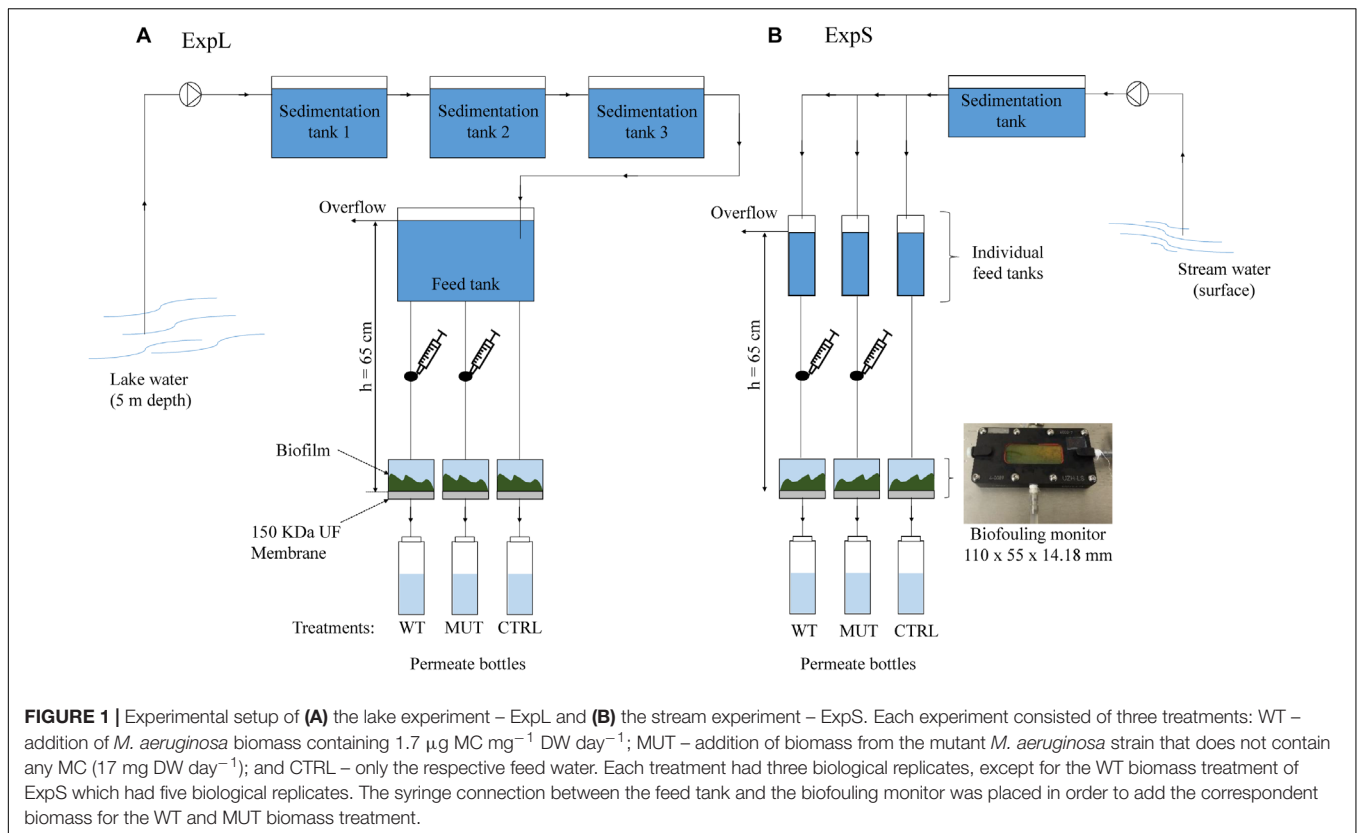 A
ExpL
Sedimentation
tank 1
Sedimentation
tank 2
Sedimentation
tank 3
Overflow
Feed tank
h = 65 cm
Lake water
(5 m depth)
Biofilm
150 KDa UF
Membrane
Treatments: WT MUT CTRL
Permeate bottles
B
ExpS
Sedimentation
tank
Overflow
Individual
feed tanks
Stream water
(surface)
h = 65 cm
Biofouling monitor
110 x 55 x 14.18 mm
WT MUT CTRL
Permeate bottles
FIGURE 1 | Experimental setup of (A) the lake experiment – ExpL and (B) the stream experiment – ExpS. Each experiment consisted of three treatments: WT –
addition of M. aeruginosa biomass containing 1.7 μg MC mg⁻¹ DW day⁻¹; MUT – addition of biomass from the mutant M. aeruginosa strain that does not contain
any MC (17 mg DW day⁻¹); and CTRL – only the respective feed water. Each treatment had three biological replicates, except for the WT biomass treatment of
ExpS which had five biological replicates. The syringe connection between the feed tank and the biofouling monitor was placed in order to add the correspondent
biomass for the WT and MUT biomass treatment.